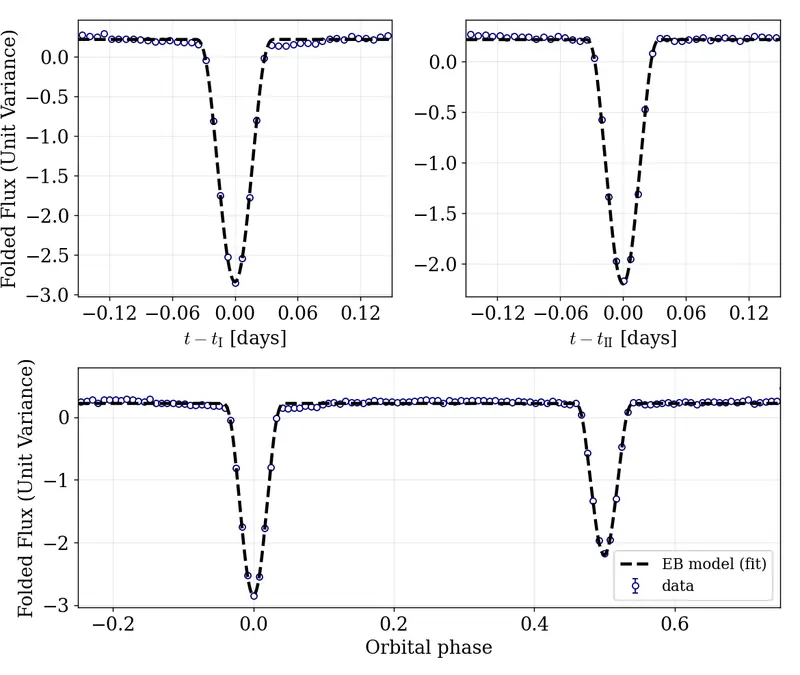 Folded Flux (Unit Variance)
0.0
−0.5
−1.0
−1.5
−2.0
−2.5
−3.0
−0.12 −0.06 0.00 0.06 0.12
t − tI [days]
0.0
−0.5
−1.0
−1.5
−2.0
−0.12 −0.06 0.00 0.06 0.12
t − tII [days]
Folded Flux (Unit Variance)
0
−1
−2
−3
−0.2 0.0 0.2 0.4 0.6
Orbital phase
EB model (fit)
data